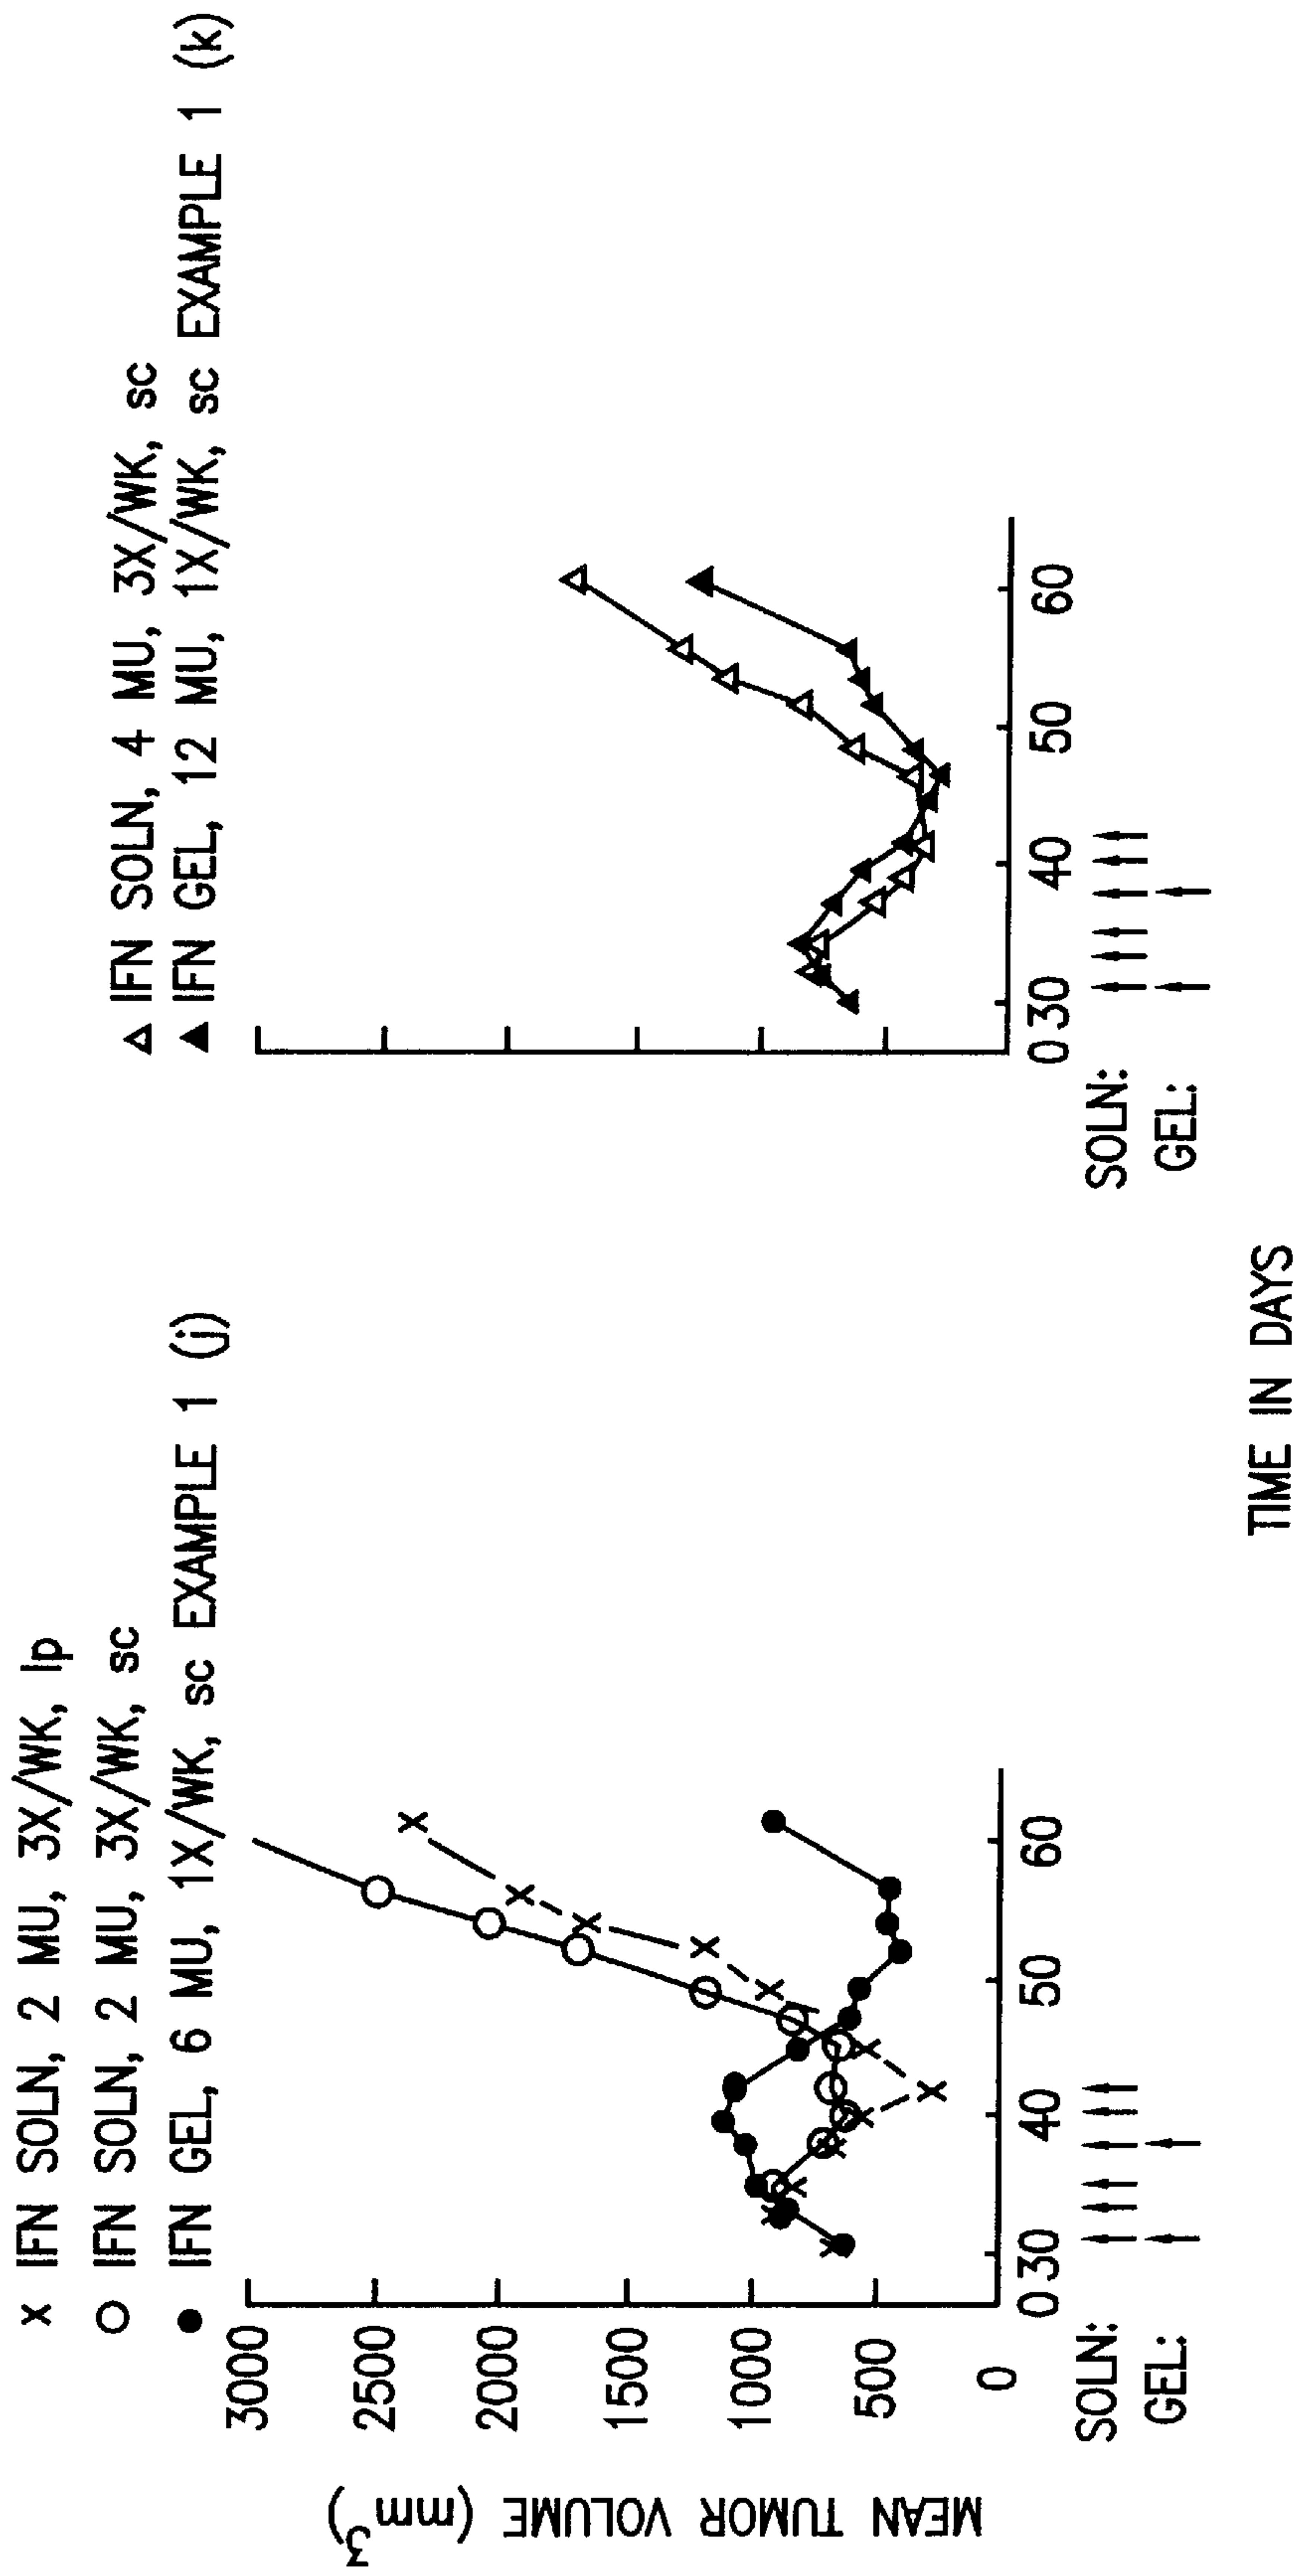 x IFN SOLN, 2 MU, 3X/WK, Ip
O IFN SOLN, 2 MU, 3X/WK, sc
● IFN GEL, 6 MU, 1X/WK, sc EXAMPLE 1 (j)
△ IFN SOLN, 4 MU, 3X/WK, sc
▲ IFN GEL, 12 MU, 1X/WK, sc EXAMPLE 1 (k)
MEAN TUMOR VOLUME (mm³)
3000
2500
2000
1500
1000
500
0
0 30 40 50 60
SOLN:
GEL:
0 30 40 50 60
SOLN:
GEL:
TIME IN DAYS